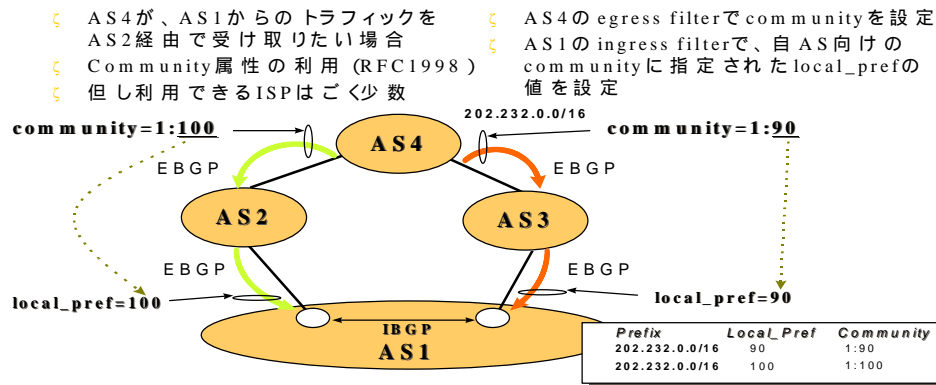 ζ AS4が、AS1からのトラフィックを
AS2経由で受け取りたい場合
ζ Community属性の利用 (RFC1998)
ζ 但し利用できるISPはごく少数
ζ AS4のegress filterでcommunityを設定
ζ AS1のingress filterで、自AS向けの
communityに指定されたlocal_prefの
値を設定
202.232.0.0/16
community=1:100
community=1:90
AS4
EBGP
EBGP
AS2
AS3
EBGP
EBGP
local_pref=100
local_pref=90
IBGP
AS1
Prefix Local_Pref Community
202.232.0.0/16 90 1:90
202.232.0.0/16 100 1:100